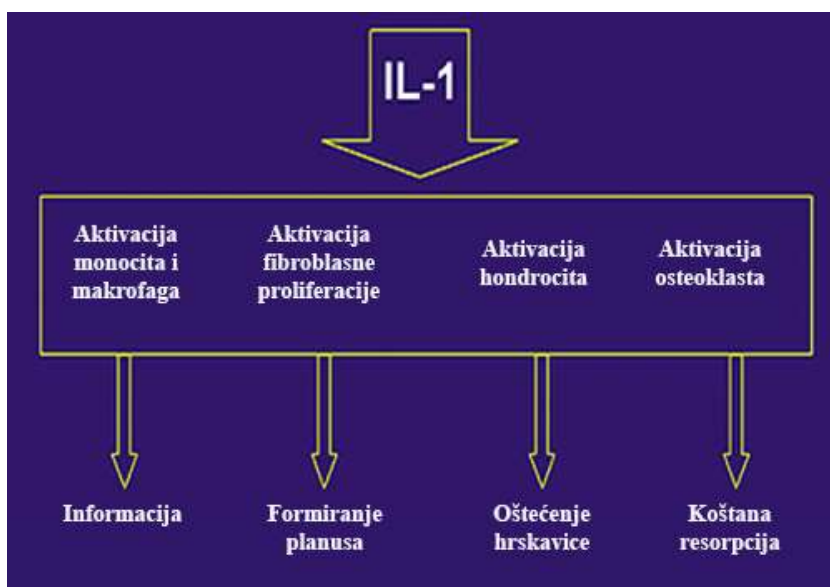 IL-1
Aktivacija
monocita i
makrofaga
Aktivacija
fibroblasne
proliferacije
Aktivacija
hondrocita
Aktivacija
osteoklasta
Informacija
Formiranje
planusa
Oštećenje
hrskavice
Koštana
resorpcija